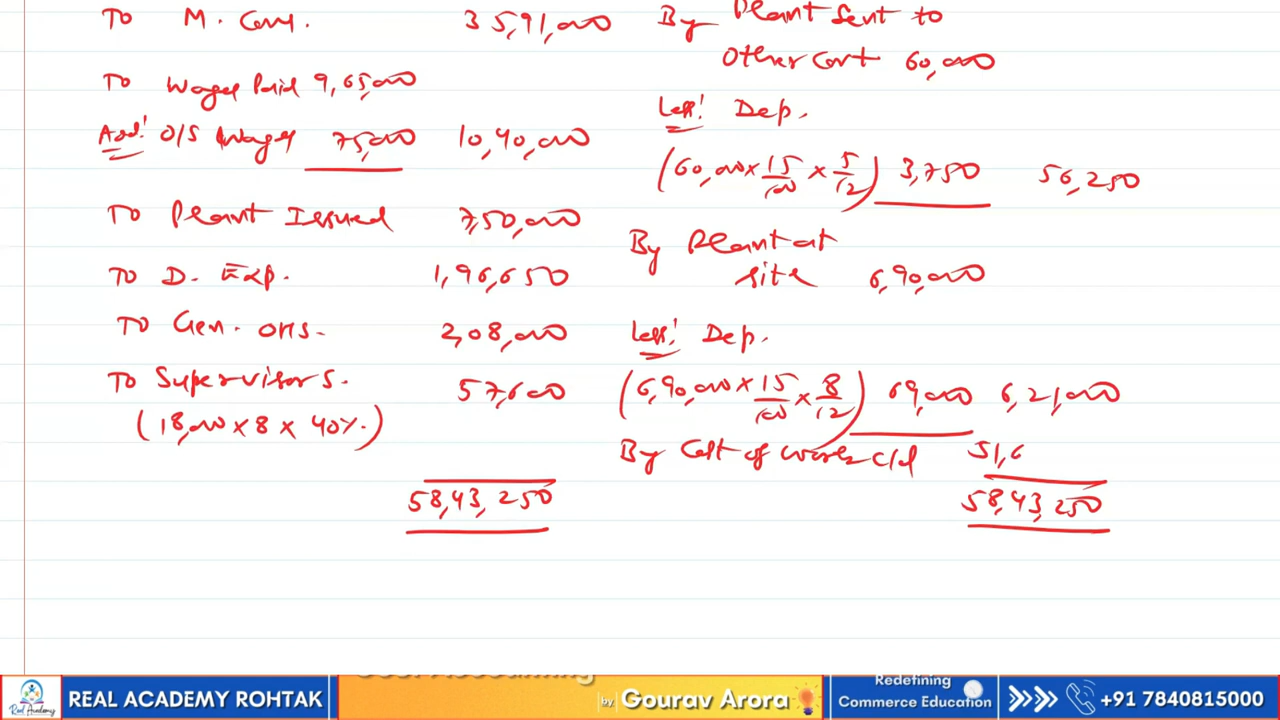 To M. Con. 35,91,000
To Wages Paid 9,65,000
Add! O/S Wages 75,000 10,40,000
To Plant Issued 7,50,000
To D. Exp. 1,96,650
To Gen. OHS. 2,08,000
To Supervisor S. 57,600
(18,000 x 8 x 40%.)
58,43,250
By Plant Sent to
Other Cont 60,000
Less! Dep.
(60,000 x 15/100 x 5/12) 3,750 56,250
By Plant at
site 6,90,000
Less! Dep.
(6,90,000 x 15/100 x 8/12) 69,000 6,21,000
By Cost of work c/d 51,6
58,43,250
REAL ACADEMY ROHTAK
by Gourav Arora
Redefining
Commerce Education
+91 7840815000